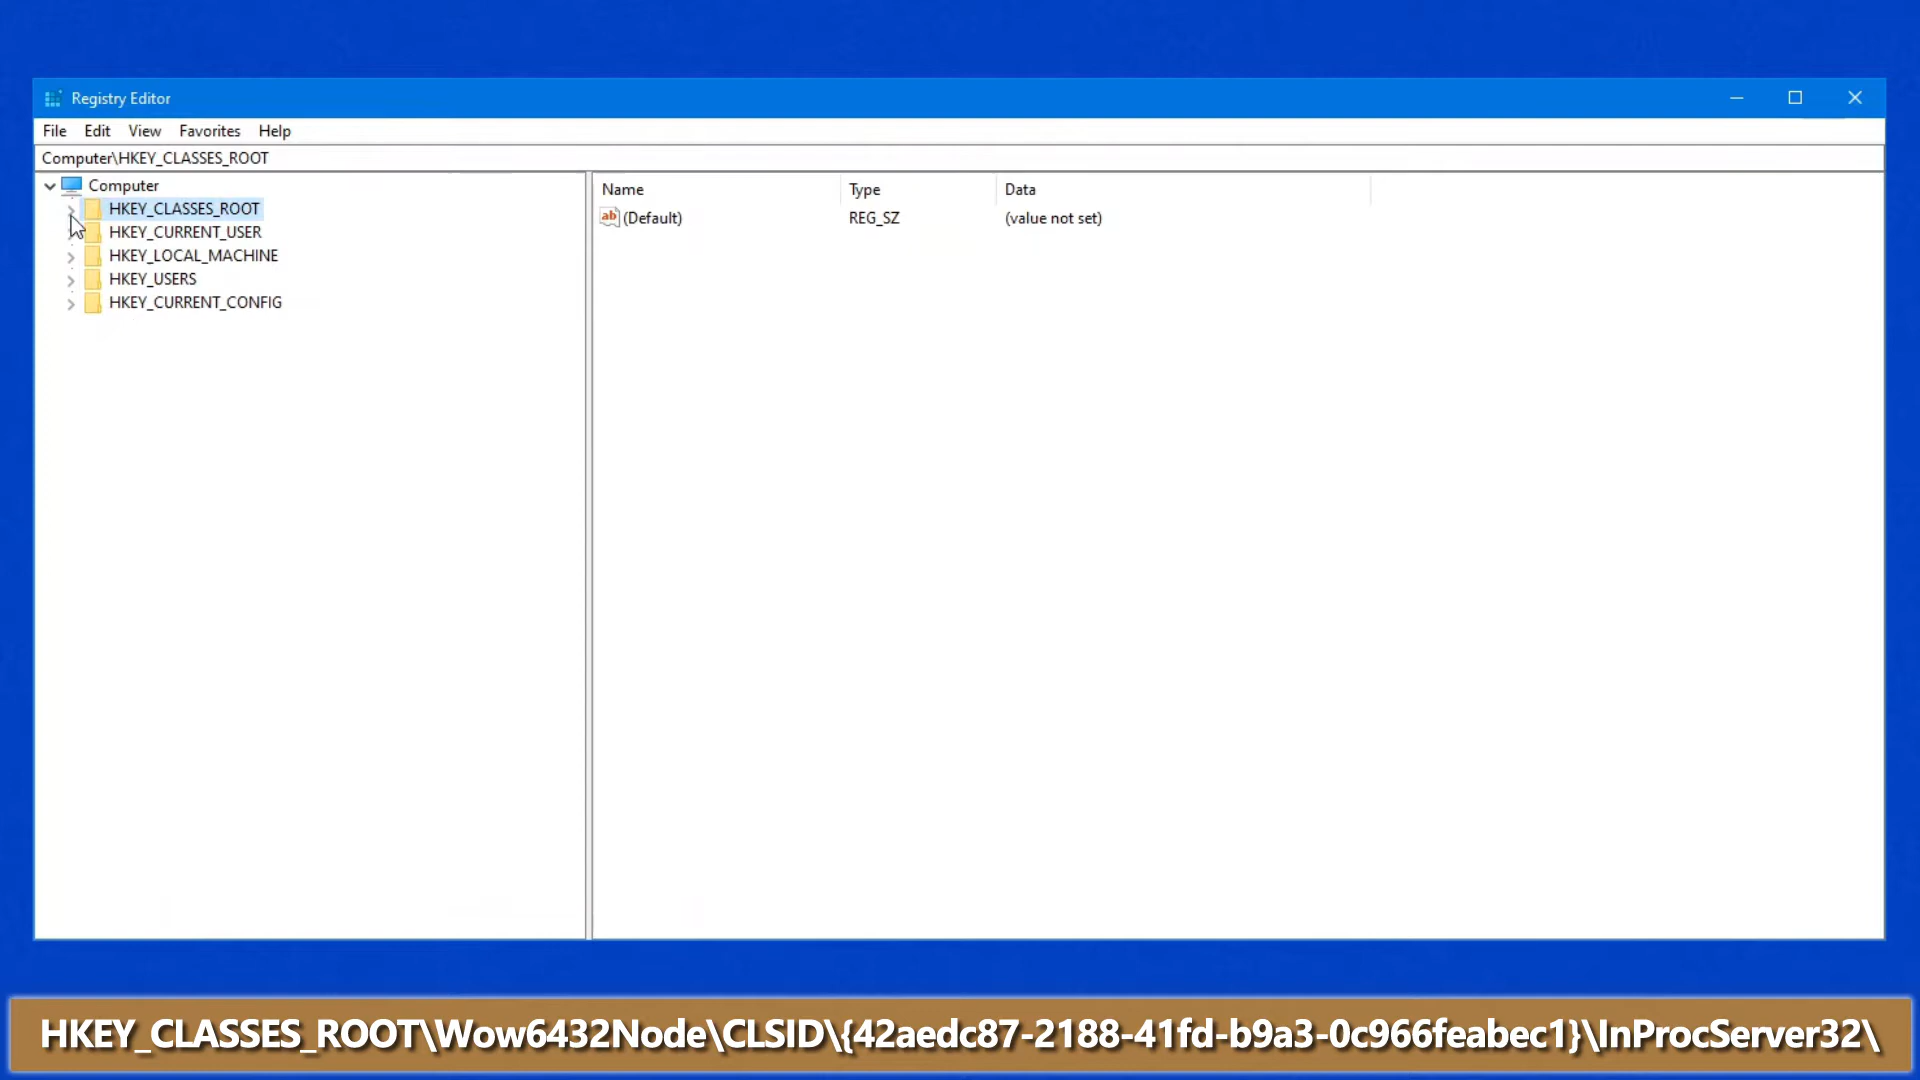 Registry Editor
File Edit View Favorites Help
Computer\HKEY_CLASSES_ROOT
Computer
HKEY_CLASSES_ROOT
HKEY_CURRENT_USER
HKEY_LOCAL_MACHINE
HKEY_USERS
HKEY_CURRENT_CONFIG
Name Type Data
ab (Default) REG_SZ (value not set)
HKEY_CLASSES_ROOT\Wow6432Node\CLSID\{42aedc87-2188-41fd-b9a3-0c966feabec1}\InProcServer32\